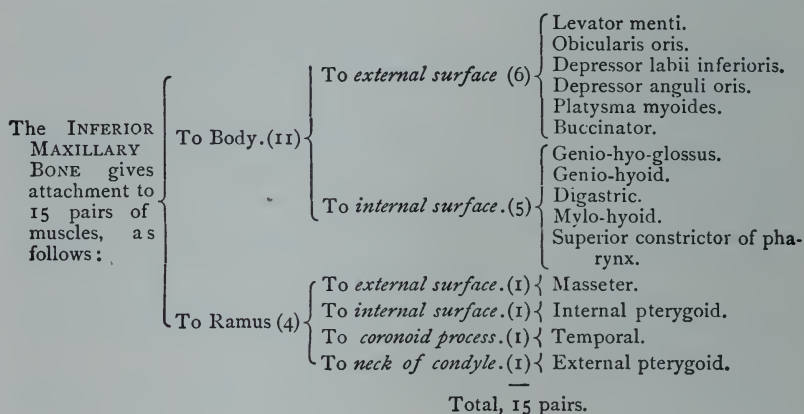 The INFERIOR
MAXILLARY
BONE gives
attachment to
15 pairs of
muscles, as
follows:
To Body.(11)
To external surface (6)
Levator menti.
Obicularis oris.
Depressor labii inferioris.
Depressor anguli oris.
Platysma myoides.
Buccinator.
To internal surface.(5)
Genio-hyo-glossus.
Genio-hyoid.
Digastric.
Mylo-hyoid.
Superior constrictor of pha-
rynx.
To Ramus (4)
To external surface.(1) Masseter.
To internal surface.(1) Internal pterygoid.
To coronoid process.(1) Temporal.
To neck of condyle.(1) External pterygoid.
Total, 15 pairs.